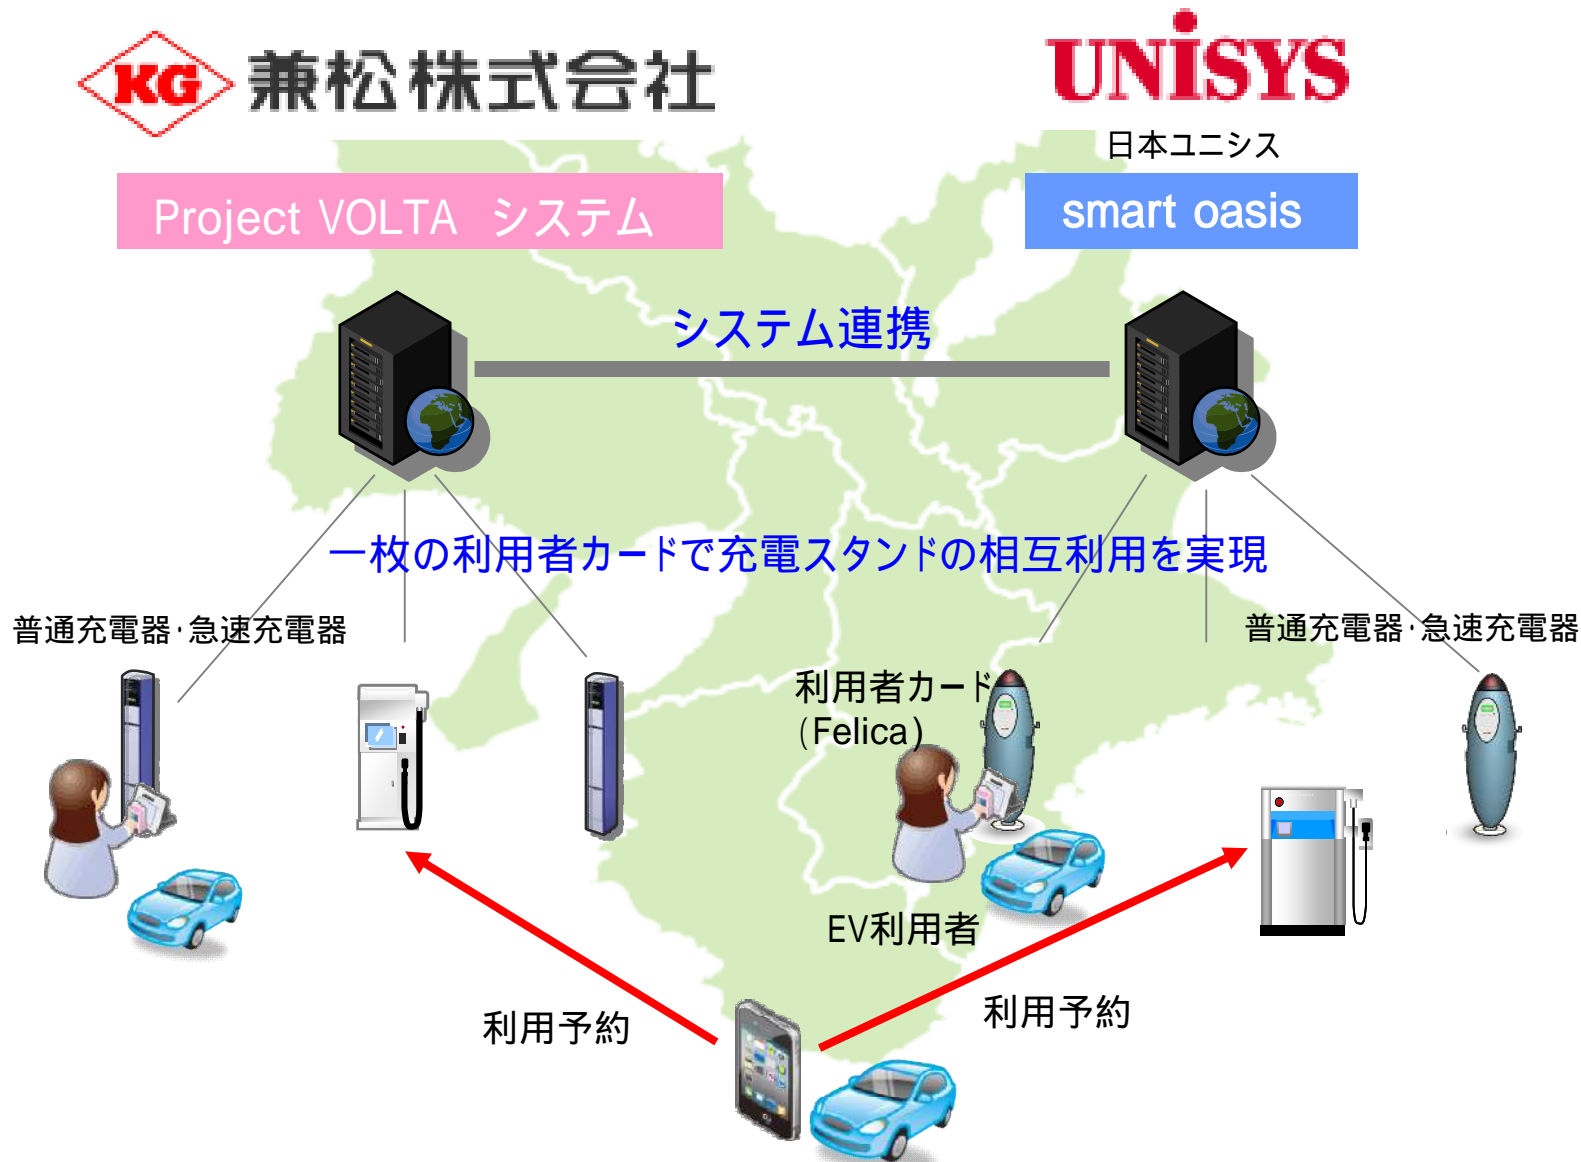 KG 兼松株式会社
UNISYS
日本ユニシス
Project VOLTA システム
smart oasis
システム連携
一枚の利用者カードで充電スタンドの相互利用を実現
普通充電器・急速充電器
普通充電器・急速充電器
利用者カード
(Felica)
EV利用者
利用予約
利用予約